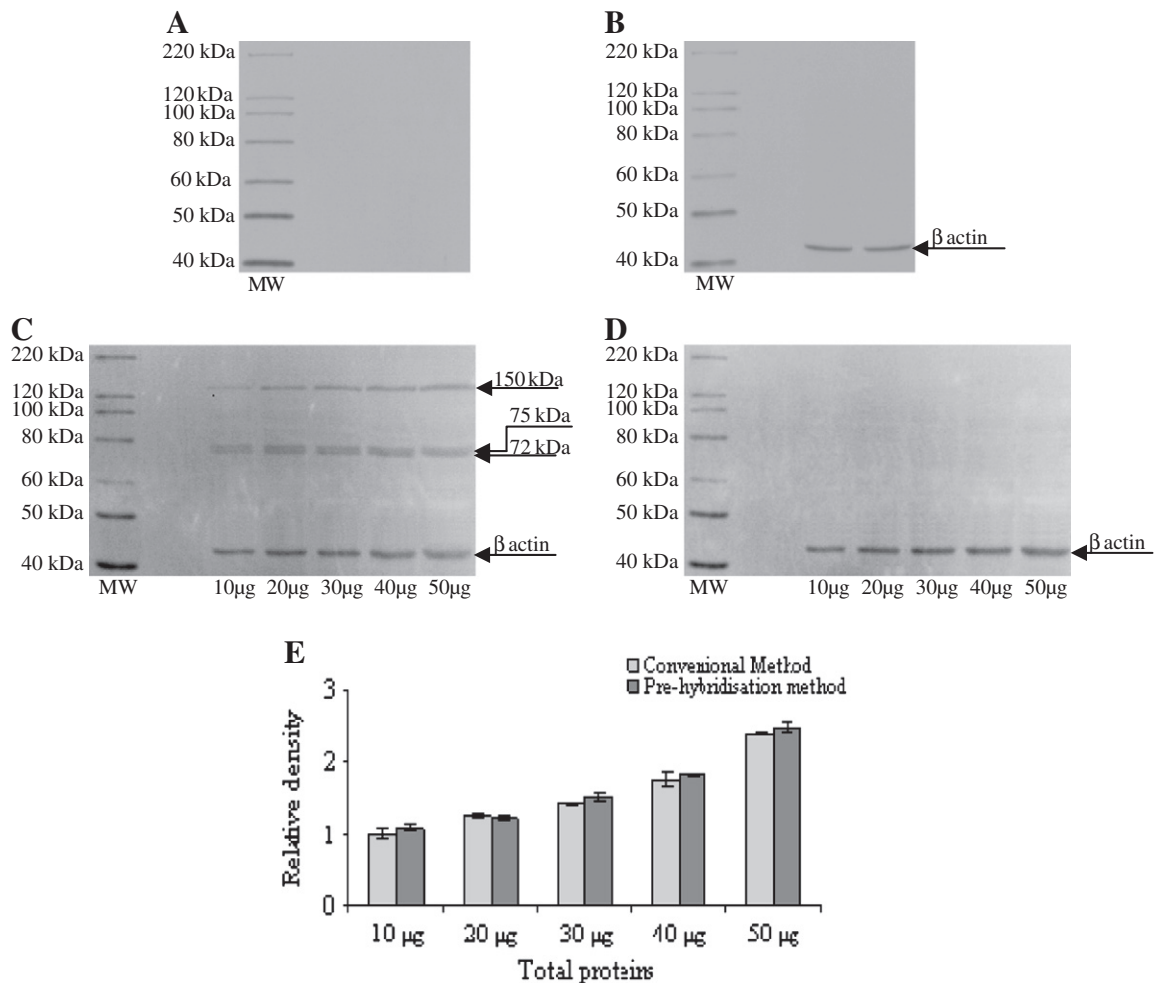 A
220 kDa
120 kDa
100 kDa
80 kDa
60 kDa
50 kDa
40 kDa
MW
B
220 kDa
120 kDa
100 kDa
80 kDa
60 kDa
50 kDa
40 kDa
MW
β actin
C
220 kDa
120 kDa
100 kDa
80 kDa
60 kDa
50 kDa
40 kDa
150 kDa
75 kDa
72 kDa
β actin
MW 10µg 20µg 30µg 40µg 50µg
D
220 kDa
120 kDa
100 kDa
80 kDa
60 kDa
50 kDa
40 kDa
β actin
MW 10µg 20µg 30µg 40µg 50µg
E
Conventional Method
Pre-hybridisation method
Relative density
3
2
1
0
10 µg 20 µg 30 µg 40 µg 50 µg
Total proteins